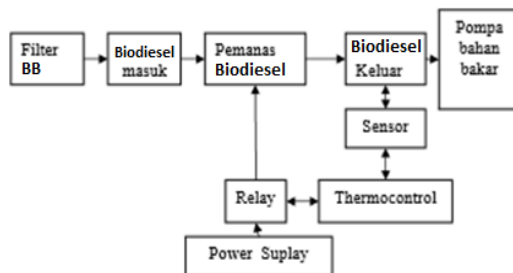 Filter
BB
Biodiesel
masuk
Pemanas
Biodiesel
Biodiesel
Keluar
Pompa
bahan
bakar
Sensor
Relay
Thermocontrol
Power Suplay